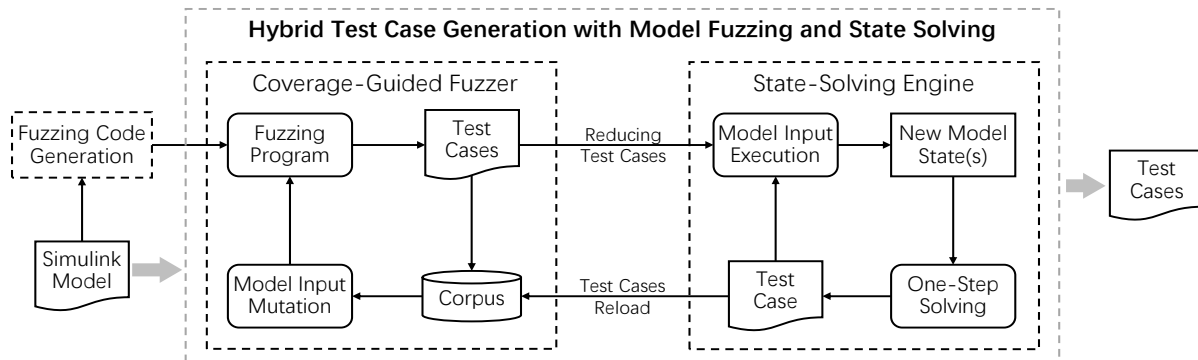 Hybrid Test Case Generation with Model Fuzzing and State Solving
Coverage-Guided Fuzzer
State-Solving Engine
Fuzzing Code
Generation
Fuzzing
Program
Test
Cases
Reducing
Test Cases
Model Input
Execution
New Model
State(s)
Test
Cases
Simulink
Model
Model Input
Mutation
Corpus
Test Cases
Reload
Test
Case
One-Step
Solving